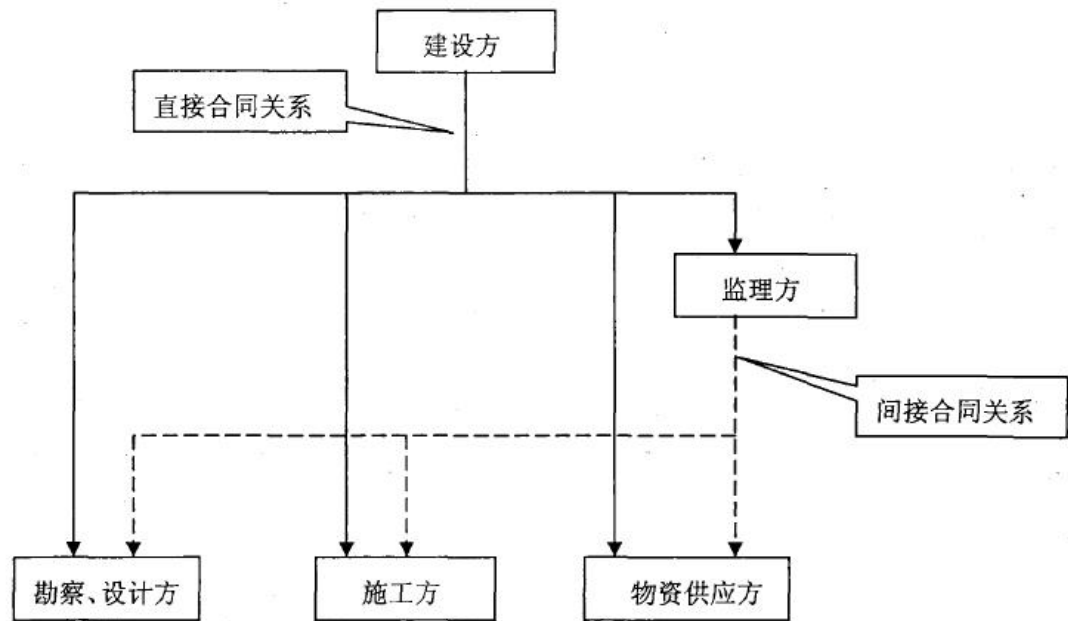 建设方
直接合同关系
监理方
间接合同关系
勘察、设计方
施工方
物资供应方